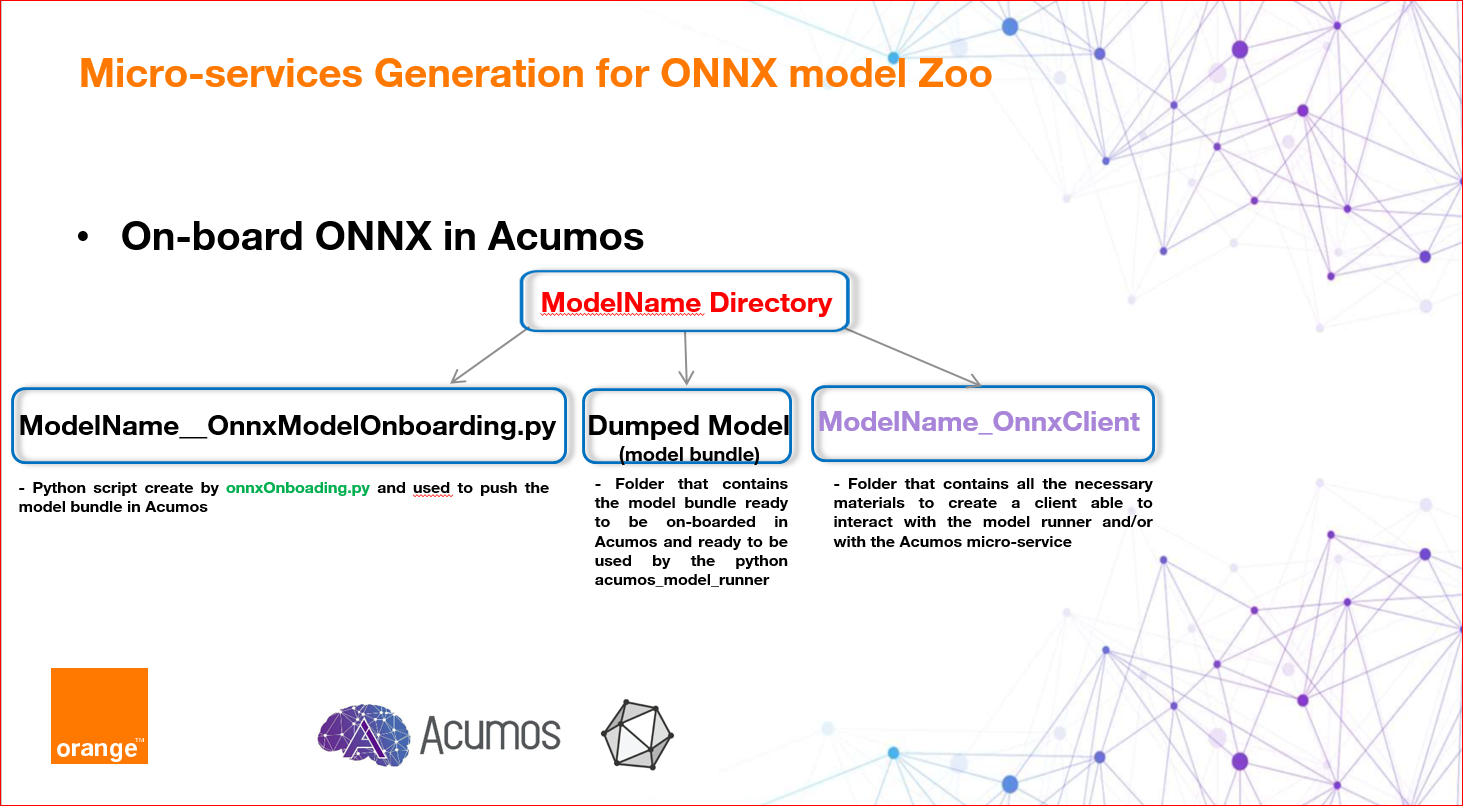 Micro-services Generation for ONNX model Zoo
• On-board ONNX in Acumos
ModelName Directory
ModelName__OnnxModelOnboarding.py
- Python script create by onnxOnboading.py and used to push the
model bundle in Acumos
Dumped Model
(model bundle)
- Folder that contains
the model bundle ready
to be on-boarded in
Acumos and ready to be
used by the python
acumos_model_runner
ModelName_OnnxClient
- Folder that contains all the necessary
materials to create a client able to
interact with the model runner and/or
with the Acumos micro-service
orange™
Acumos